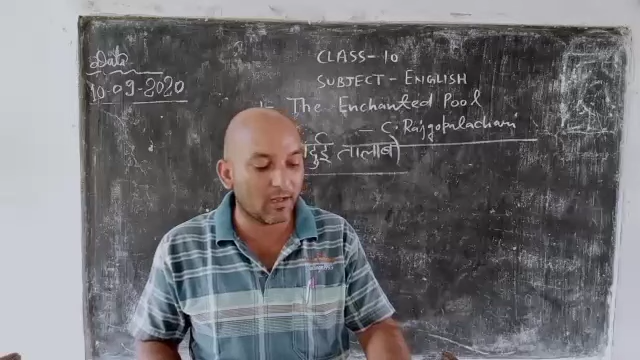 Date
10-09-2020
CLASS-10
SUBJECT - ENGLISH
The Enchanted Pool
- C. Rajgopalachari
तालाब